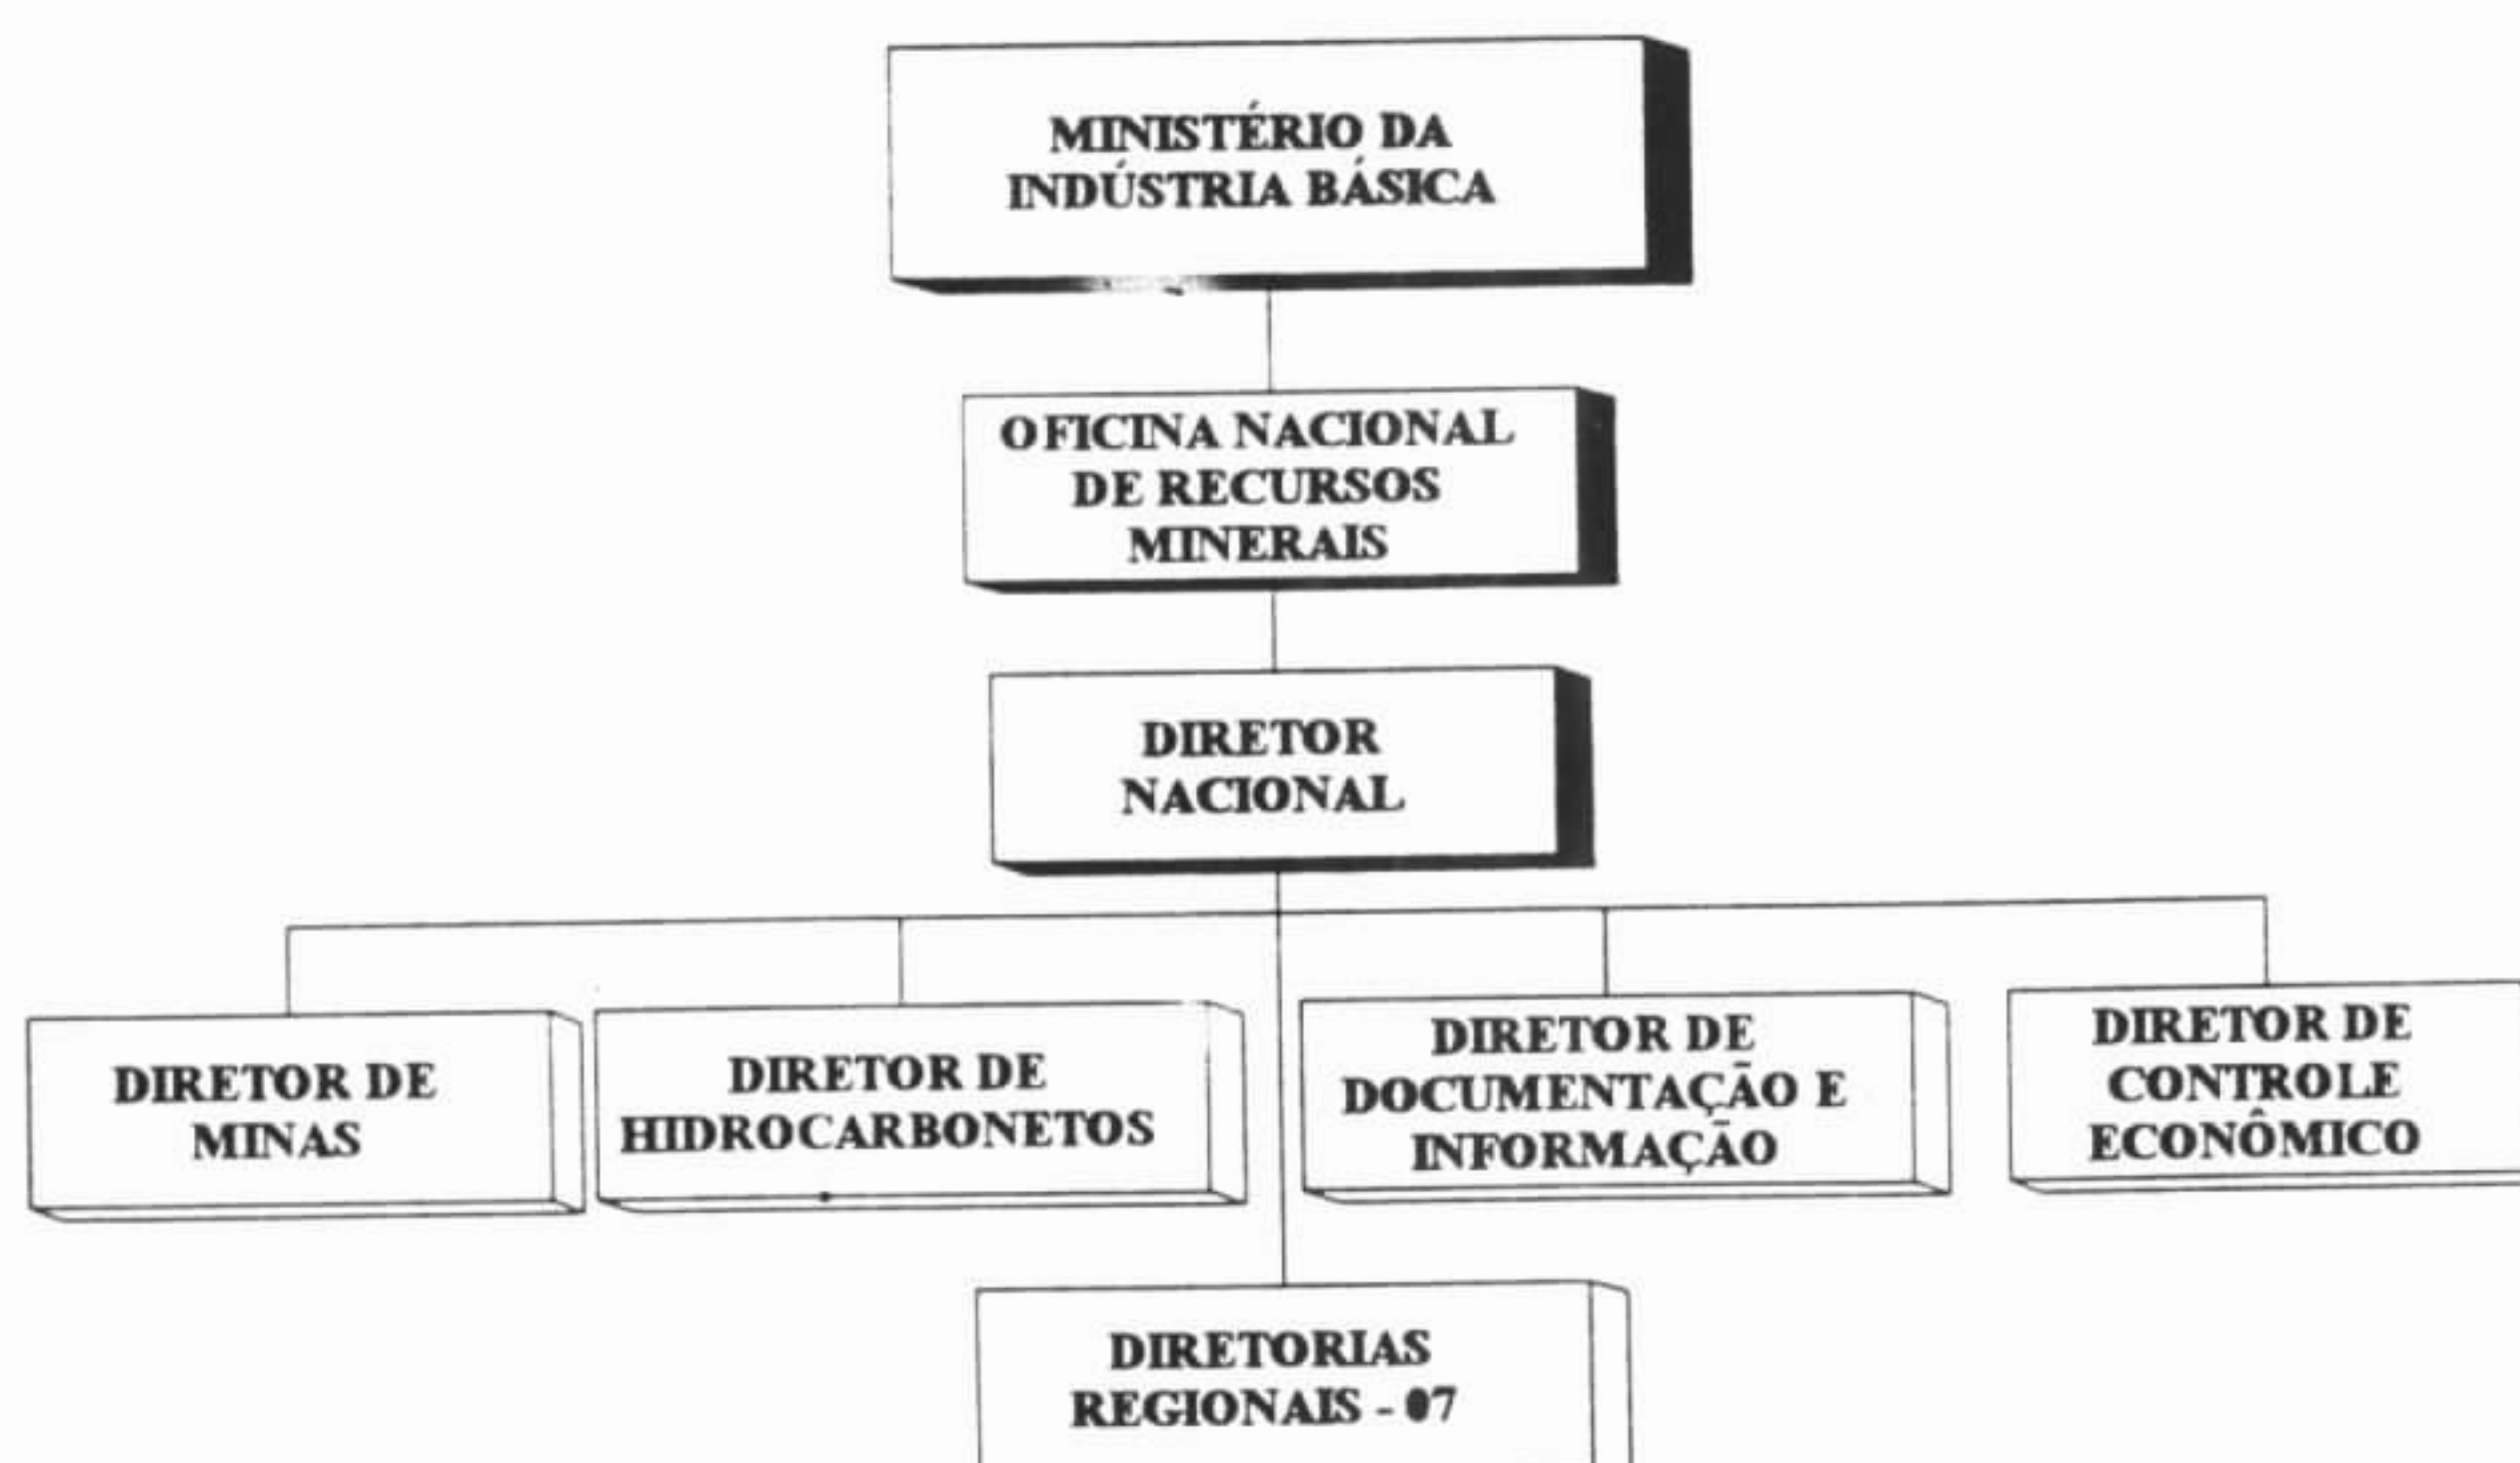 MINISTÉRIO DA
INDÚSTRIA BÁSICA
OFICINA NACIONAL
DE RECURSOS
MINERAIS
DIRETOR
NACIONAL
DIRETOR DE
MINAS
DIRETOR DE
HIDROCARBONETOS
DIRETOR DE
DOCUMENTAÇÃO E
INFORMAÇÃO
DIRETOR DE
CONTROLE
ECONÔMICO
DIRETORIAS
REGIONAIS - 07